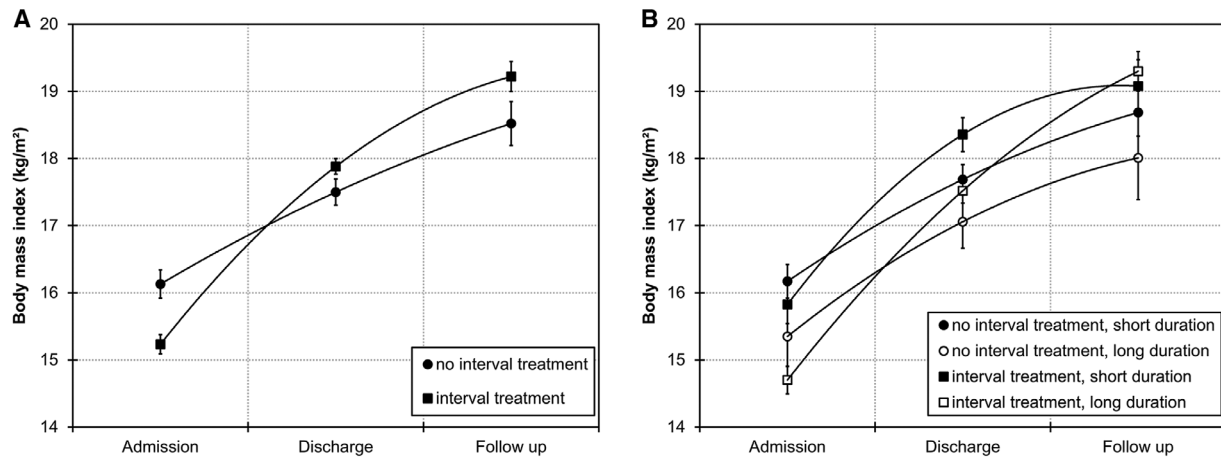 A
Body mass index (kg/m²)
20
19
18
17
16
15
14
Admission
Discharge
Follow up
no interval treatment
interval treatment
B
Body mass index (kg/m²)
20
19
18
17
16
15
14
Admission
Discharge
Follow up
no interval treatment, short duration
no interval treatment, long duration
interval treatment, short duration
interval treatment, long duration